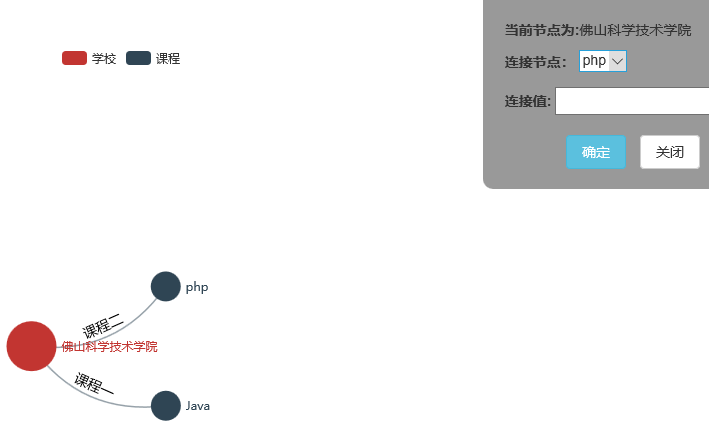 当前节点为:佛山科学技术学院
连接节点： php
连接值:
确定 关闭
学校 课程
php
课程二
佛山科学技术学院
课程一
Java